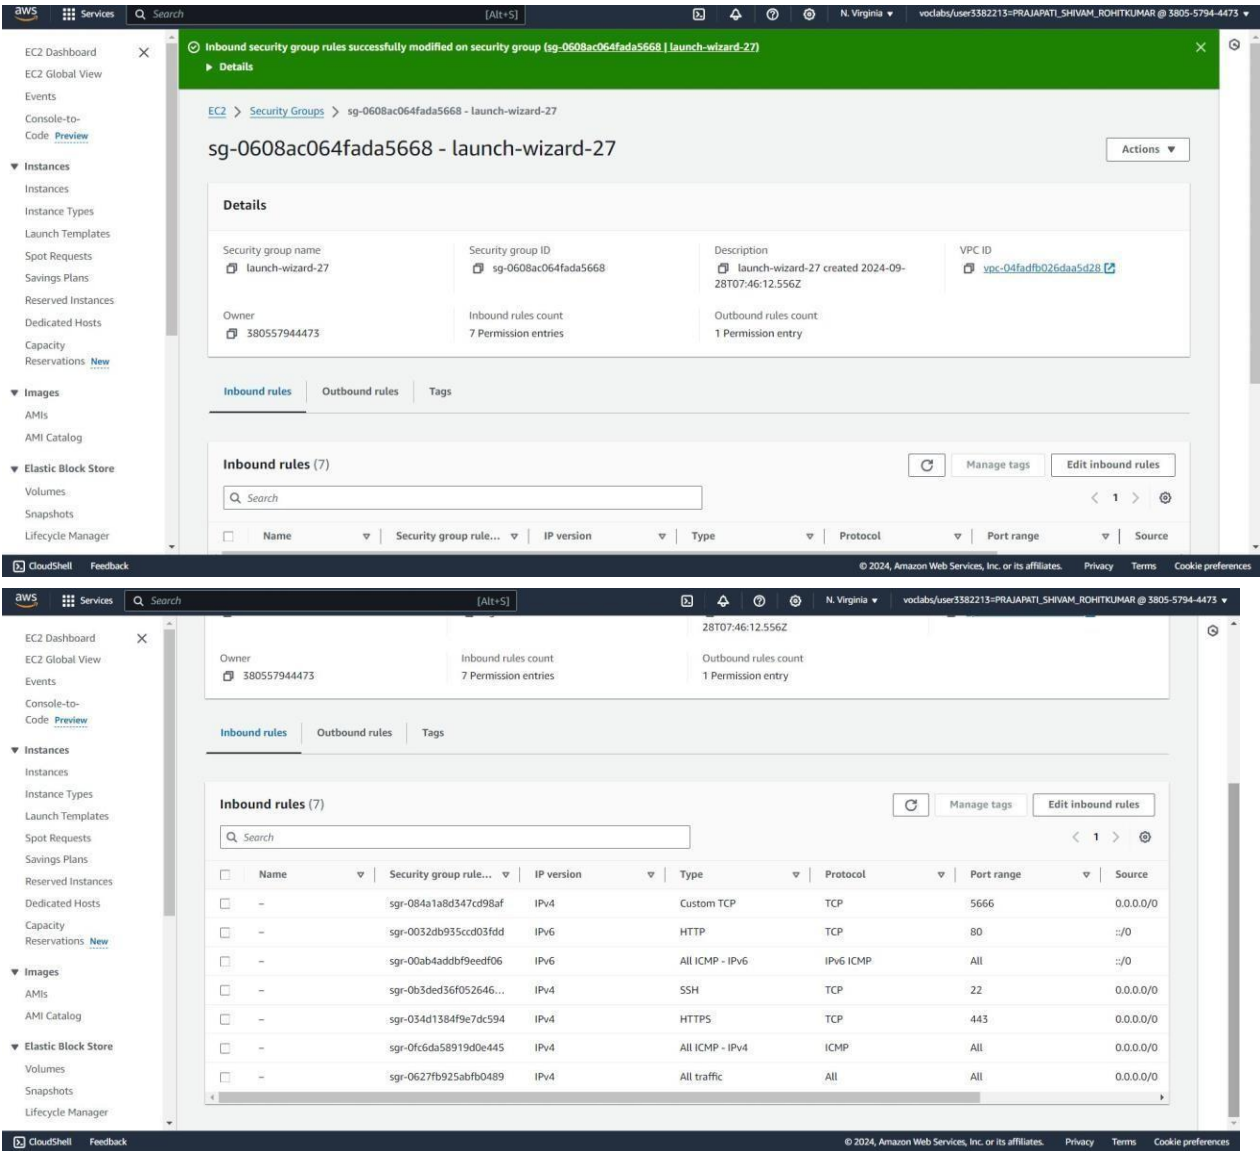 aws Services Search [Alt+S] N. Virginia voclabs/user3382213=PRAJAPATI_SHIVAM_ROHITKUMAR @ 3805-5794-4473
EC2 Dashboard
EC2 Global View
Events
Console-to-
Code Preview
Instances
Instances
Instance Types
Launch Templates
Spot Requests
Savings Plans
Reserved Instances
Dedicated Hosts
Capacity
Reservations New
Images
AMIs
AMI Catalog
Elastic Block Store
Volumes
Snapshots
Lifecycle Manager
Inbound security group rules successfully modified on security group (sg-0608ac064fada5668 | launch-wizard-27)
Details
EC2 > Security Groups > sg-0608ac064fada5668 - launch-wizard-27
sg-0608ac064fada5668 - launch-wizard-27 Actions
Details
Security group name Security group ID Description VPC ID
launch-wizard-27 sg-0608ac064fada5668 launch-wizard-27 created 2024-09- vpc-04fadfb026daa5d28
28T07:46:12.556Z
Owner Inbound rules count Outbound rules count
380557944473 7 Permission entries 1 Permission entry
Inbound rules Outbound rules Tags
Inbound rules (7) Manage tags Edit inbound rules
Search 1
Name Security group rule... IP version Type Protocol Port range Source
CloudShell Feedback © 2024, Amazon Web Services, Inc. or its affiliates. Privacy Terms Cookie preferences
aws Services Search [Alt+S] N. Virginia voclabs/user3382213=PRAJAPATI_SHIVAM_ROHITKUMAR @ 3805-5794-4473
EC2 Dashboard
EC2 Global View
Events
Console-to-
Code Preview
Instances
Instances
Instance Types
Launch Templates
Spot Requests
Savings Plans
Reserved Instances
Dedicated Hosts
Capacity
Reservations New
Images
AMIs
AMI Catalog
Elastic Block Store
Volumes
Snapshots
Lifecycle Manager
28T07:46:12.556Z
Owner Inbound rules count Outbound rules count
380557944473 7 Permission entries 1 Permission entry
Inbound rules Outbound rules Tags
Inbound rules (7) Manage tags Edit inbound rules
Search 1
Name Security group rule... IP version Type Protocol Port range Source
– sgr-084a1a8d347cd98af IPv4 Custom TCP TCP 5666 0.0.0.0/0
– sgr-0032db935ccd03fdd IPv6 HTTP TCP 80 ::/0
– sgr-00ab4addbf9eedf06 IPv6 All ICMP - IPv6 IPv6 ICMP All ::/0
– sgr-0b3ded36f052646... IPv4 SSH TCP 22 0.0.0.0/0
– sgr-034d1384f9e7dc594 IPv4 HTTPS TCP 443 0.0.0.0/0
– sgr-0fc6da58919d0e445 IPv4 All ICMP - IPv4 ICMP All 0.0.0.0/0
– sgr-0627fb925abfb0489 IPv4 All traffic All All 0.0.0.0/0
CloudShell Feedback © 2024, Amazon Web Services, Inc. or its affiliates. Privacy Terms Cookie preferences